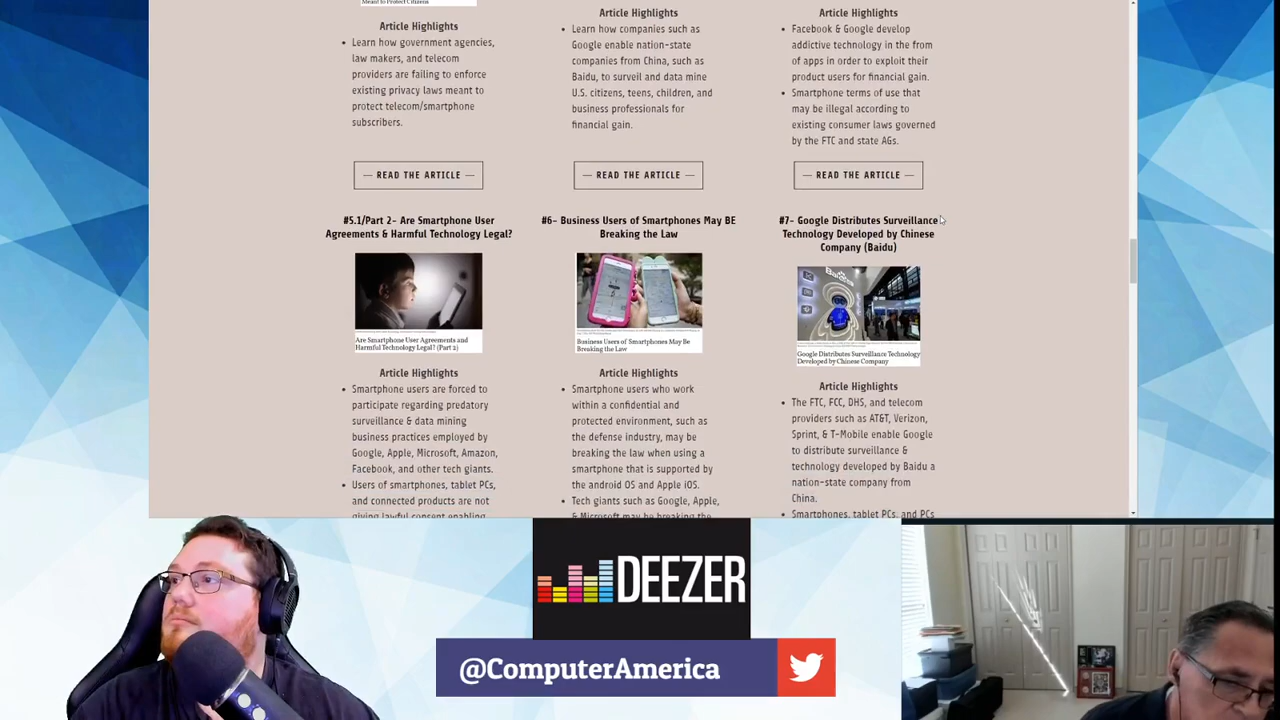 Meant to Protect Citizens
Article Highlights
Learn how government agencies,
law makers, and telecom
providers are failing to enforce
existing privacy laws meant to
protect telecom/smartphone
subscribers.
— READ THE ARTICLE —
Article Highlights
Learn how companies such as
Google enable nation-state
companies from China, such as
Baidu, to surveil and data mine
U.S. citizens, teens, children, and
business professionals for
financial gain.
— READ THE ARTICLE —
Article Highlights
Facebook & Google develop
addictive technology in the from
of apps in order to exploit their
product users for financial gain.
Smartphone terms of use that
may be illegal according to
existing consumer laws governed
by the FTC and state AGs.
— READ THE ARTICLE —
#5.1/Part 2- Are Smartphone User
Agreements & Harmful Technology Legal?
Are Smartphone User Agreements and
Harmful Technology Legal? (Part 2)
Article Highlights
Smartphone users are forced to
participate regarding predatory
surveillance & data mining
business practices employed by
Google, Apple, Microsoft, Amazon,
Facebook, and other tech giants.
Users of smartphones, tablet PCs,
and connected products are not
giving lawful consent enabling
#6- Business Users of Smartphones May BE
Breaking the Law
Business Users of Smartphones May Be
Breaking the Law
Article Highlights
Smartphone users who work
within a confidential and
protected environment, such as
the defense industry, may be
breaking the law when using a
smartphone that is supported by
the android OS and Apple iOS.
Tech giants such as Google, Apple,
& Microsoft may be breaking the
#7- Google Distributes Surveillance
Technology Developed by Chinese
Company (Baidu)
Google Distributes Surveillance Technology
Developed by Chinese Company
Article Highlights
The FTC, FCC, DHS, and telecom
providers such as AT&T, Verizon,
Sprint, & T-Mobile enable Google
to distribute surveillance &
technology developed by Baidu a
nation-state company from
China.
Smartphones, tablet PCs, and PCs
DEEZER
@ComputerAmerica